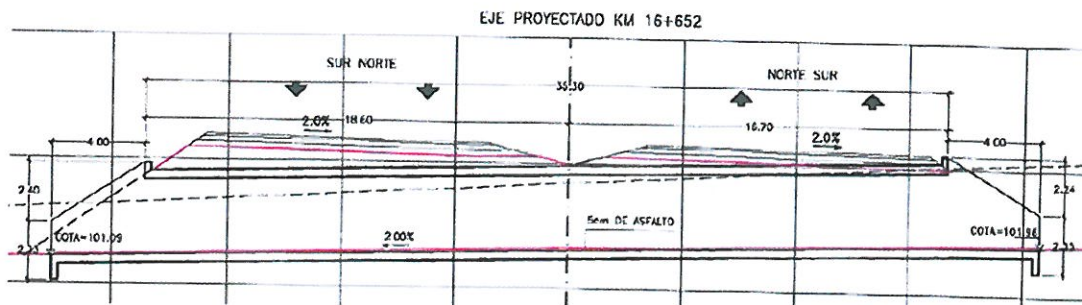 EJE PROYECTADO KM 16+652
SUR NORTE
NORTE SUR
35.30
18.60
16.70
2.0%
2.0%
4.00
4.00
2.40
2.24
5cm DE ASFALTO
COTA=101.09
COTA=101.96
2.00%